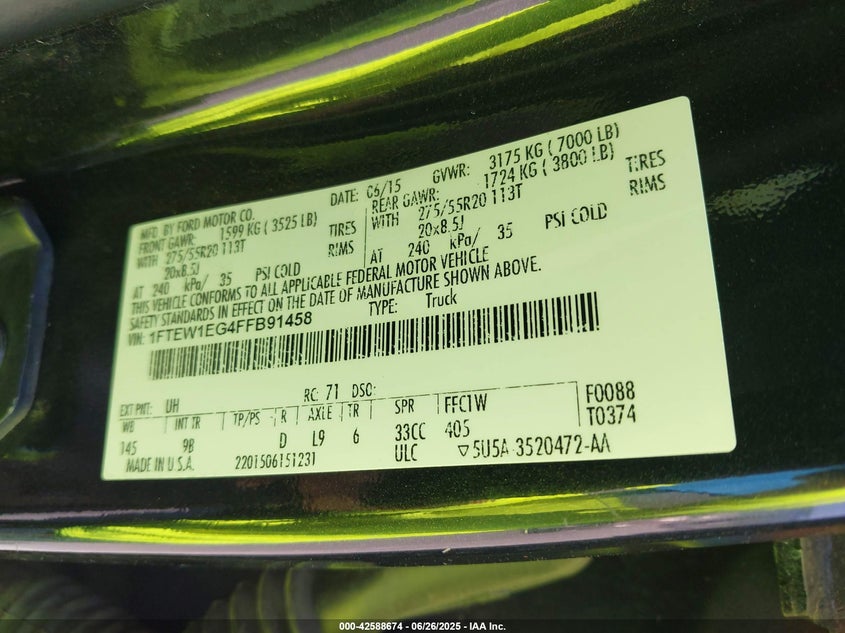 MFD. BY FORD MOTOR CO. DATE: 06/15 GVWR: 3175 KG ( 7000 LB)
FRONT GAWR: 1599 KG ( 3525 LB) REAR GAWR: 1724 KG ( 3800 LB)
WITH 275/55R20 113T TIRES WITH 275/55R20 113T TIRES
20x8.5J RIMS 20x8.5J RIMS
AT 240 kPa/ 35 PSI COLD AT 240 kPa/ 35 PSI COLD
THIS VEHICLE CONFORMS TO ALL APPLICABLE FEDERAL MOTOR VEHICLE
SAFETY STANDARDS IN EFFECT ON THE DATE OF MANUFACTURE SHOWN ABOVE.
VIN: 1FTEW1EG4FFB91458 TYPE: Truck
EXT PNT: UH RC: 71 DSO: F0088
WB INT TR TP/PS R AXLE TR SPR FFC1W T0374
145 9B D L9 6 33CC 405
MADE IN U.S.A. 2201506151231 ULC ▽5U5A-3520472-AA
000-42588674 / 06/26/2025 - IAA Inc.